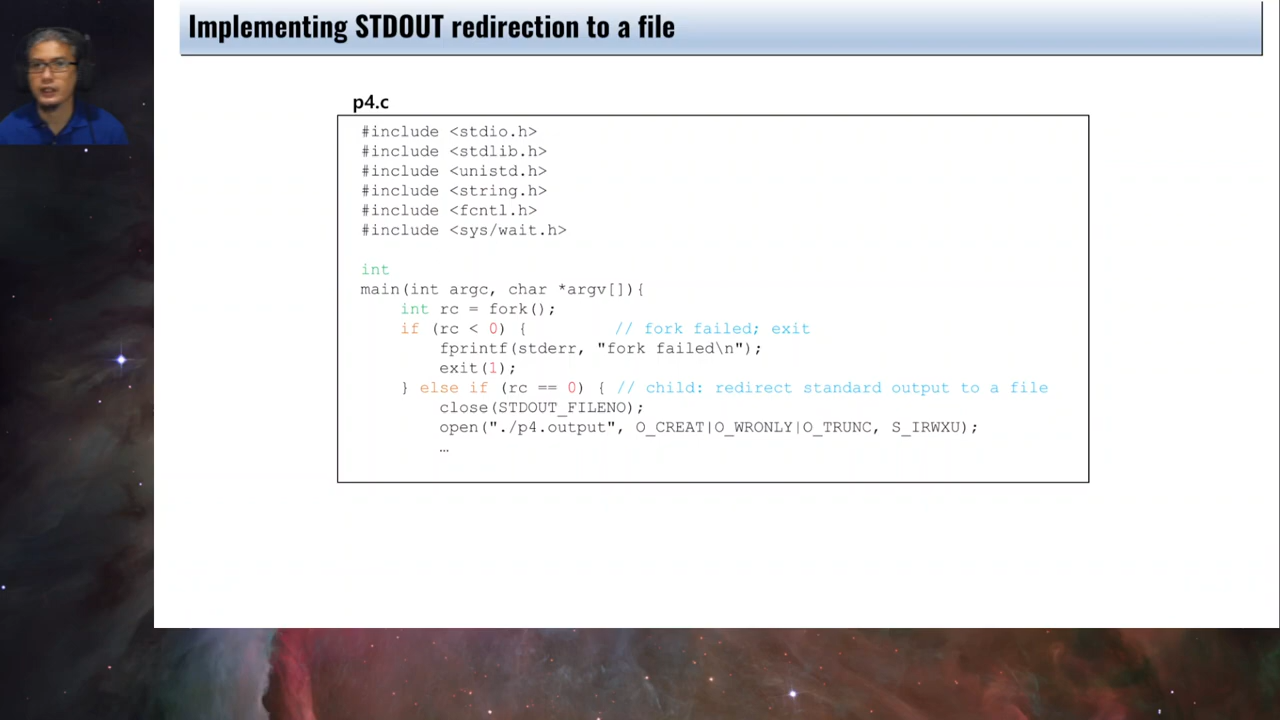 Implementing STDOUT redirection to a file
p4.c
#include <stdio.h>
#include <stdlib.h>
#include <unistd.h>
#include <string.h>
#include <fcntl.h>
#include <sys/wait.h>
int
main(int argc, char *argv[]){
int rc = fork();
if (rc < 0) { // fork failed; exit
fprintf(stderr, "fork failed\n");
exit(1);
} else if (rc == 0) { // child: redirect standard output to a file
close(STDOUT_FILENO);
open("./p4.output", O_CREAT|O_WRONLY|O_TRUNC, S_IRWXU);
…